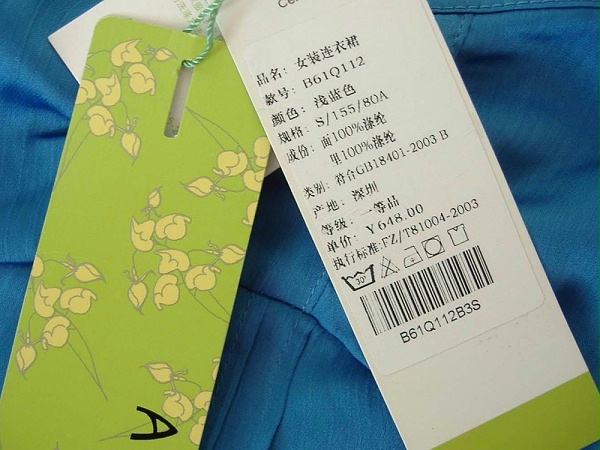 品名：女装连衣裙
款号：B61Q112
颜色：浅蓝色
规格：S/155/80A
成份：面100%涤纶
里100%涤纶
类别：符合GB18401-2003 B
产地：深圳
等级：一等品
单价：￥648.00
执行标准:FZ/T81004-2003
30°
B61Q112B3S
A